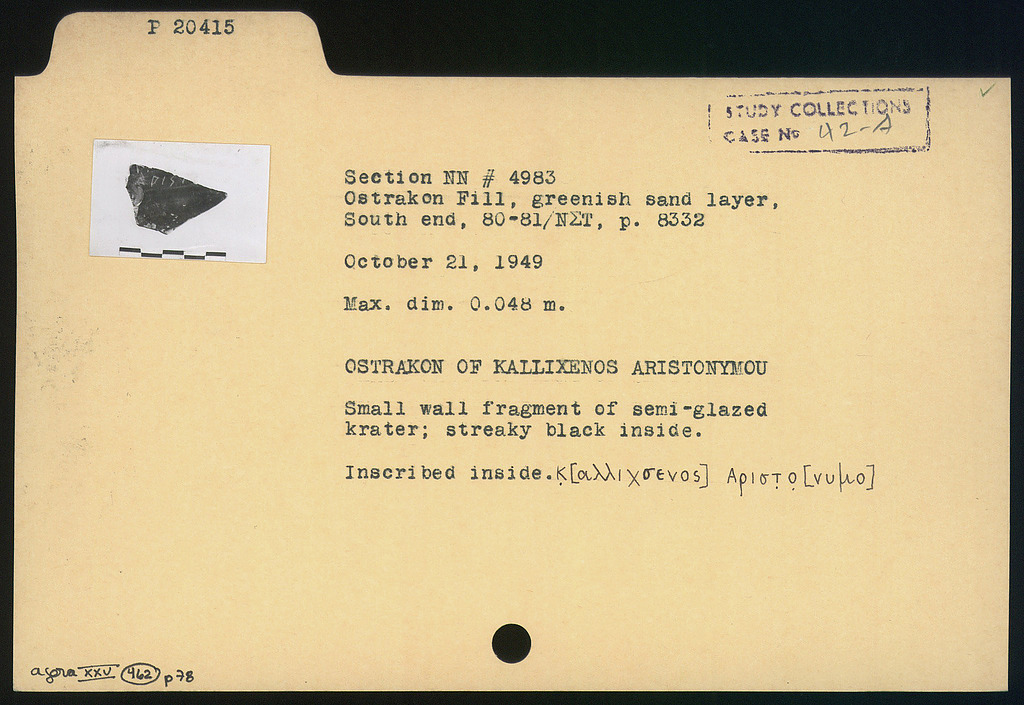 P 20415
STUDY COLLECTIONS
CASE No 42-A
Section NN # 4983
Ostrakon Fill, greenish sand layer,
South end, 80-81/ΝΣΤ, p. 8332
October 21, 1949
Max. dim. 0.048 m.
OSTRAKON OF KALLIXENOS ARISTONYMOU
Small wall fragment of semi-glazed
krater; streaky black inside.
Inscribed inside. Κ̣[αλλιχσενος] Αριστ̣ο̣[νυμο]
agora XXV 462 p 78